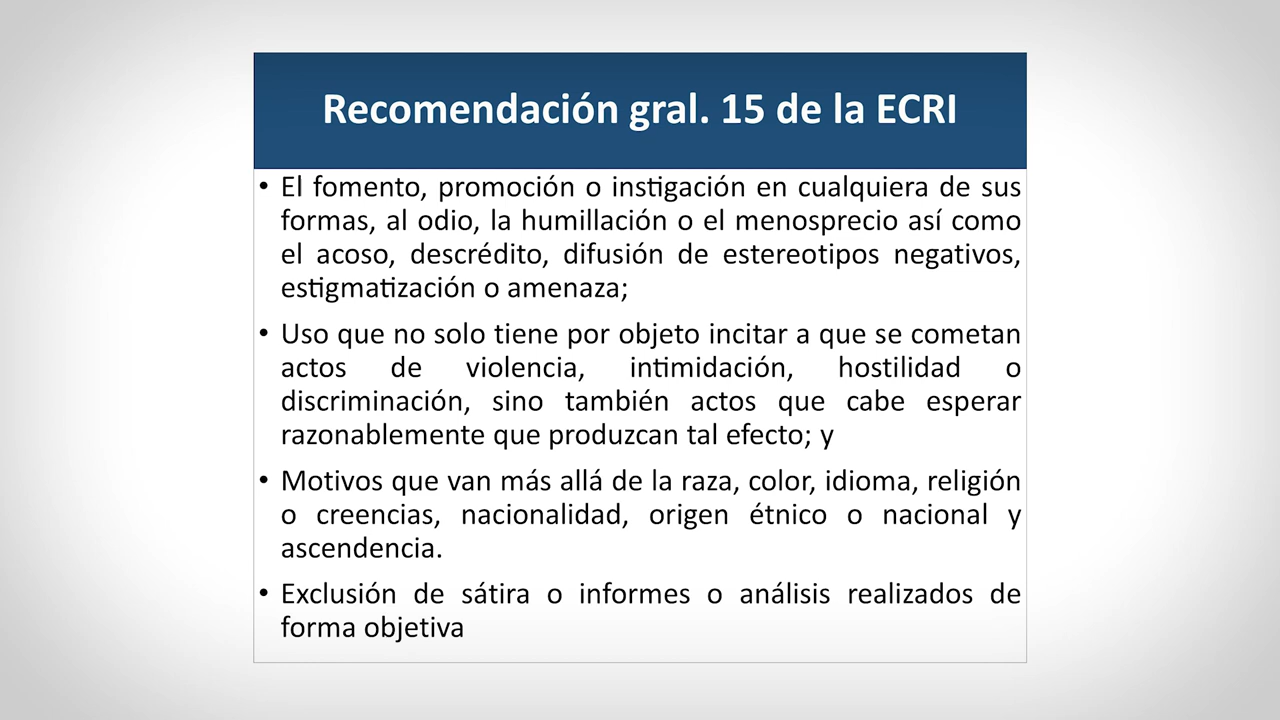 Recomendación gral. 15 de la ECRI
• El fomento, promoción o instigación en cualquiera de sus
formas, al odio, la humillación o el menosprecio así como
el acoso, descrédito, difusión de estereotipos negativos,
estigmatización o amenaza;
• Uso que no solo tiene por objeto incitar a que se cometan
actos de violencia, intimidación, hostilidad o
discriminación, sino también actos que cabe esperar
razonablemente que produzcan tal efecto; y
• Motivos que van más allá de la raza, color, idioma, religión
o creencias, nacionalidad, origen étnico o nacional y
ascendencia.
• Exclusión de sátira o informes o análisis realizados de
forma objetiva